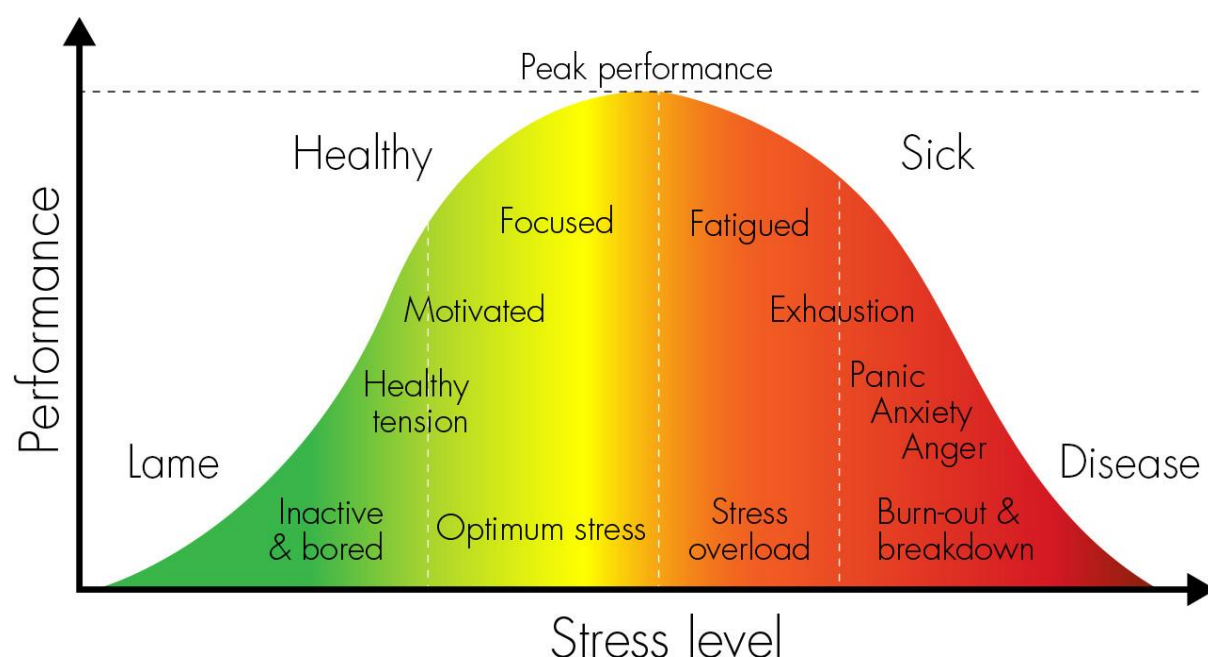 Peak performance
Healthy
Sick
Focused
Fatigued
Motivated
Exhaustion
Healthy
tension
Panic
Anxiety
Anger
Lame
Disease
Inactive
& bored
Optimum stress
Stress
overload
Burn-out &
breakdown
Performance
Stress level